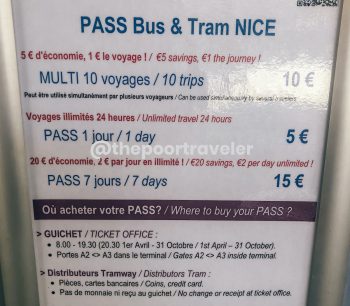 PASS Bus & Tram NICE
5 € d'économie, 1 € le voyage ! / €5 savings, €1 the journey !
MULTI 10 voyages / 10 trips 10 €
Peut être utilisé simultanément par plusieurs voyageurs / Can be used simultaneously by several travelers
Voyages illimités 24 heures / Unlimited travel 24 hours
PASS 1 jour / 1 day 5 €
@thepoortraveler
20 € d'économie, 2 € par jour en illimité ! / €20 savings, €2 per day unlimited !
PASS 7 jours / 7 days 15 €
Où acheter votre PASS? / Where to buy your PASS ?
> GUICHET / TICKET OFFICE :
• 8.00 - 19.30 (20.30 1er Avril - 31 Octobre / 1st April – 31 October).
• Portes A2 <> A3 dans le terminal / Gates A2 <> A3 inside terminal.
> Distributeurs Tramway / Distributors Tram :
• Pièces, cartes bancaires / Coins, credit card.
• Pas de monnaie ni reçu au guichet / No change or receipt at ticket office.